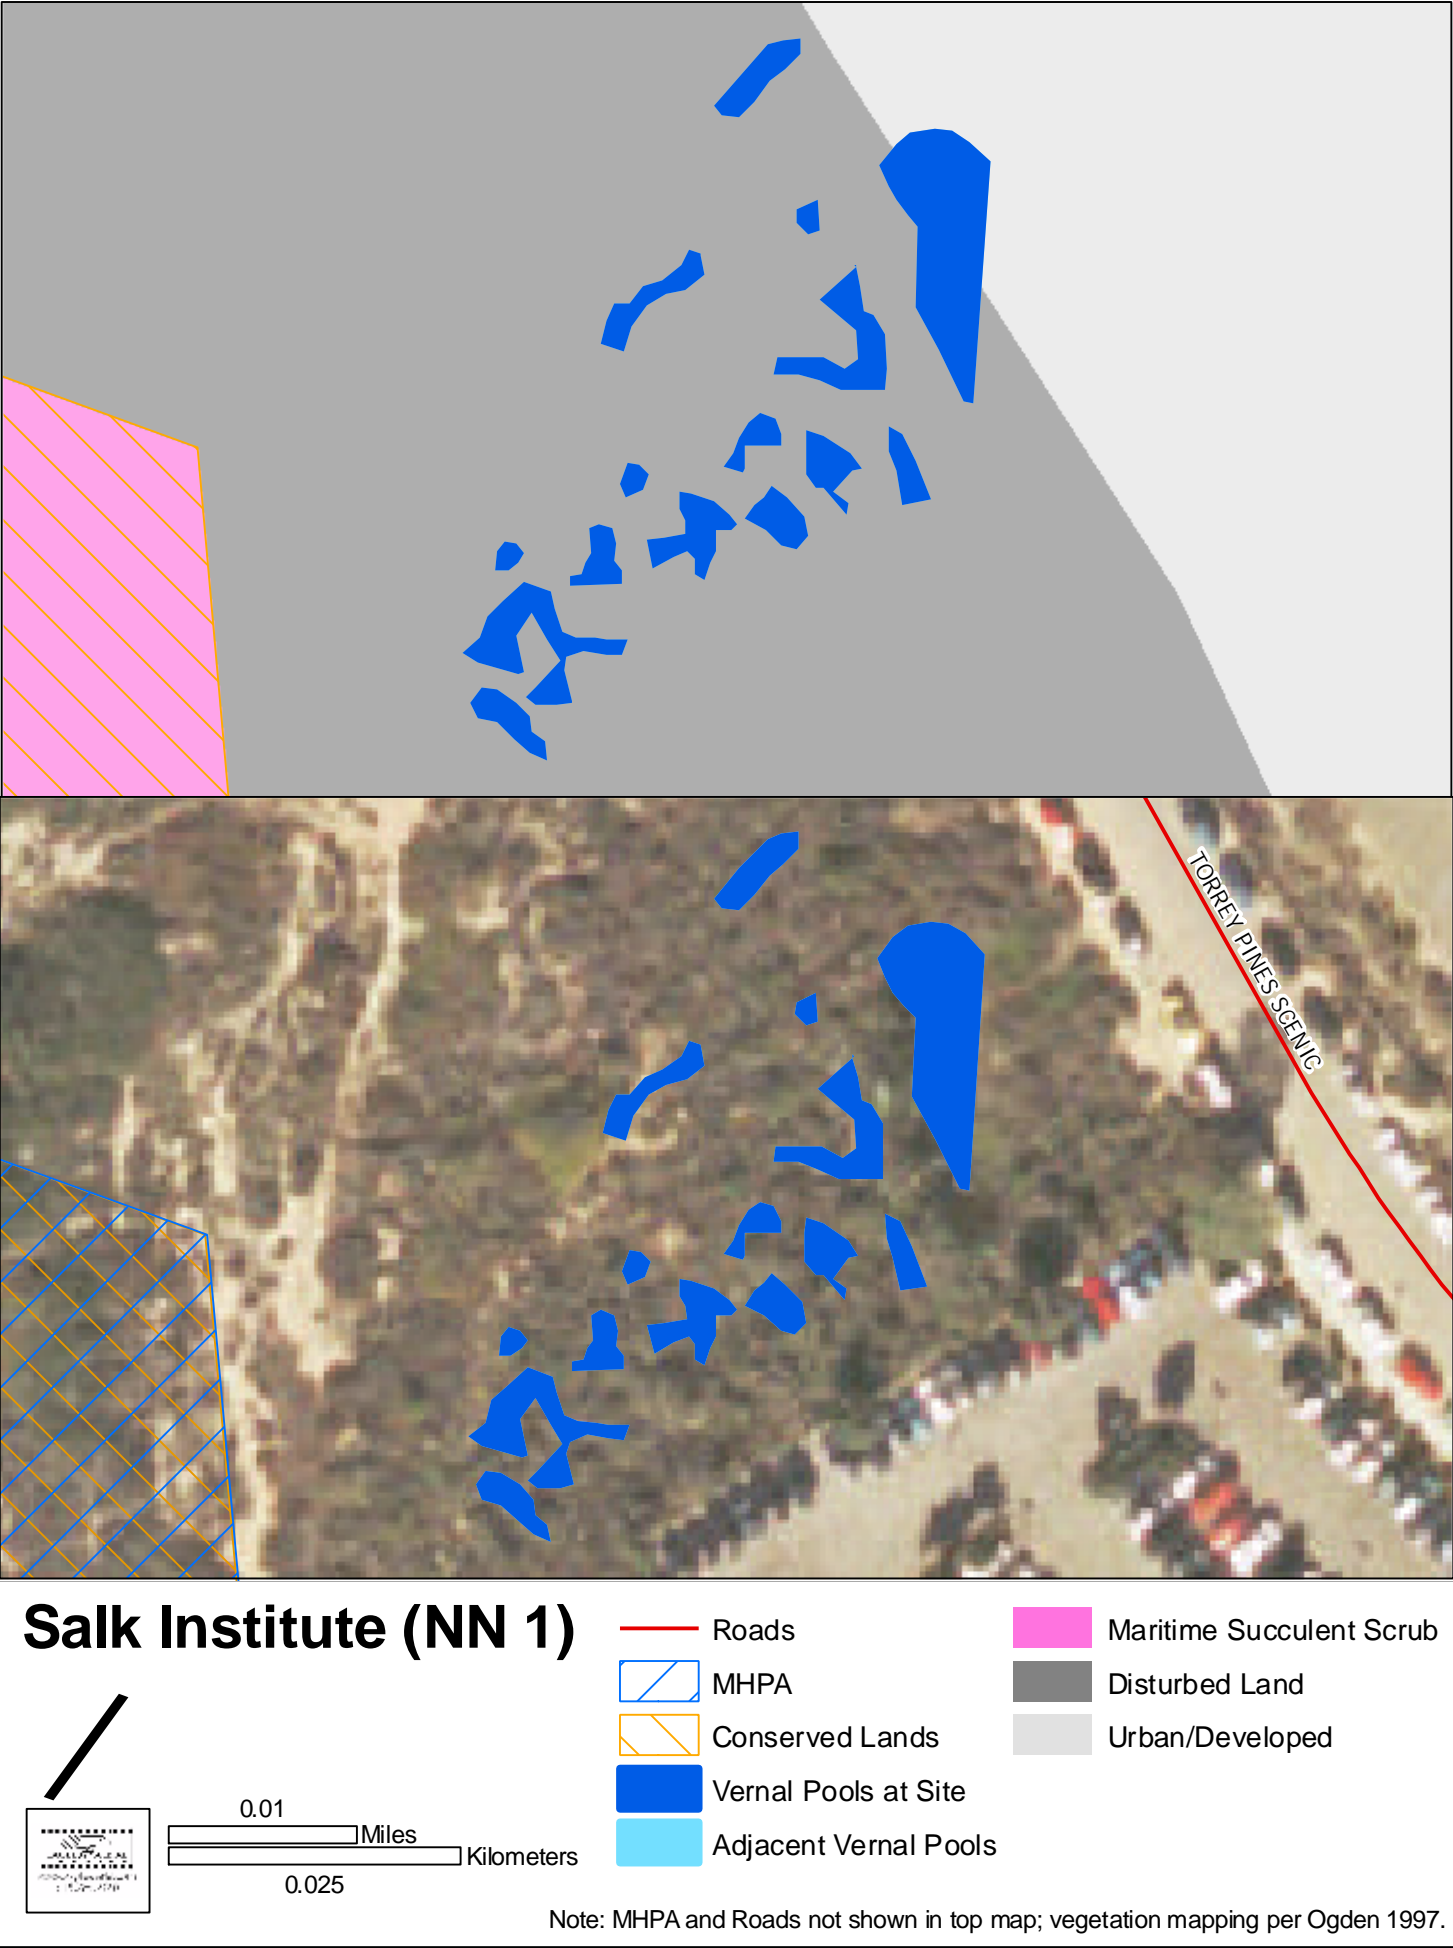 TORREY PINES SCENIC
Salk Institute (NN 1)
Roads
MHPA
Conserved Lands
Vernal Pools at Site
Adjacent Vernal Pools
Maritime Succulent Scrub
Disturbed Land
Urban/Developed
0.01
Miles
Kilometers
0.025
Note: MHPA and Roads not shown in top map; vegetation mapping per Ogden 1997.